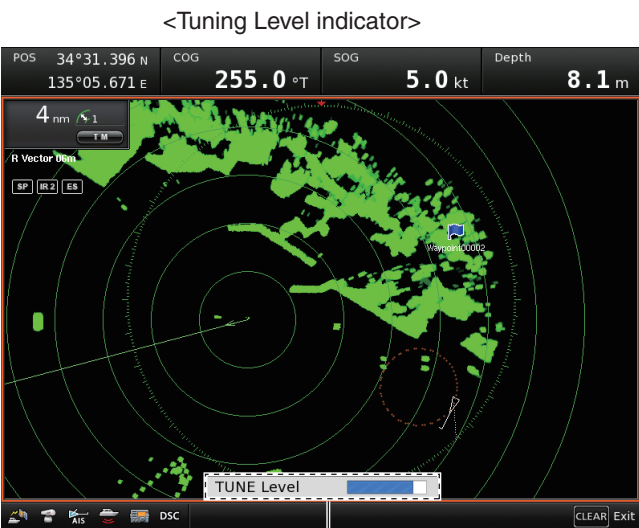 <Tuning Level indicator>
POS 34°31.396 N
135°05.671 E
COG
255.0 °T
SOG
5.0 kt
Depth
8.1 m
4 nm 1
TM
R Vector 06m
SP IR 2 ES
Waypoint00002
TUNE Level
AIS DSC CLEAR Exit